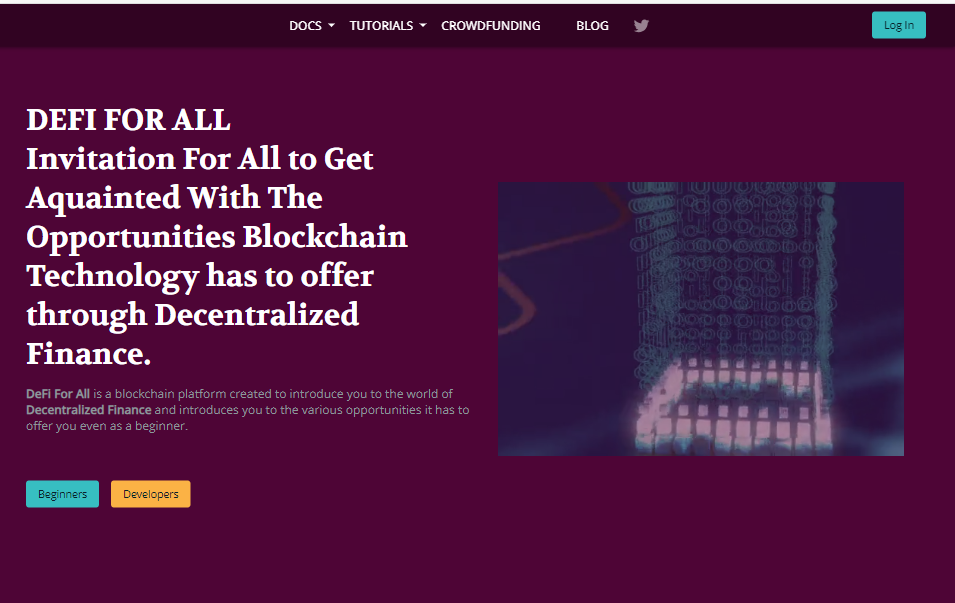 DOCS TUTORIALS CROWDFUNDING BLOG Log In
DEFI FOR ALL
Invitation For All to Get
Aquainted With The
Opportunities Blockchain
Technology has to offer
through Decentralized
Finance.
DeFi For All is a blockchain platform created to introduce you to the world of
Decentralized Finance and introduces you to the various opportunities it has to
offer you even as a beginner.
Beginners Developers